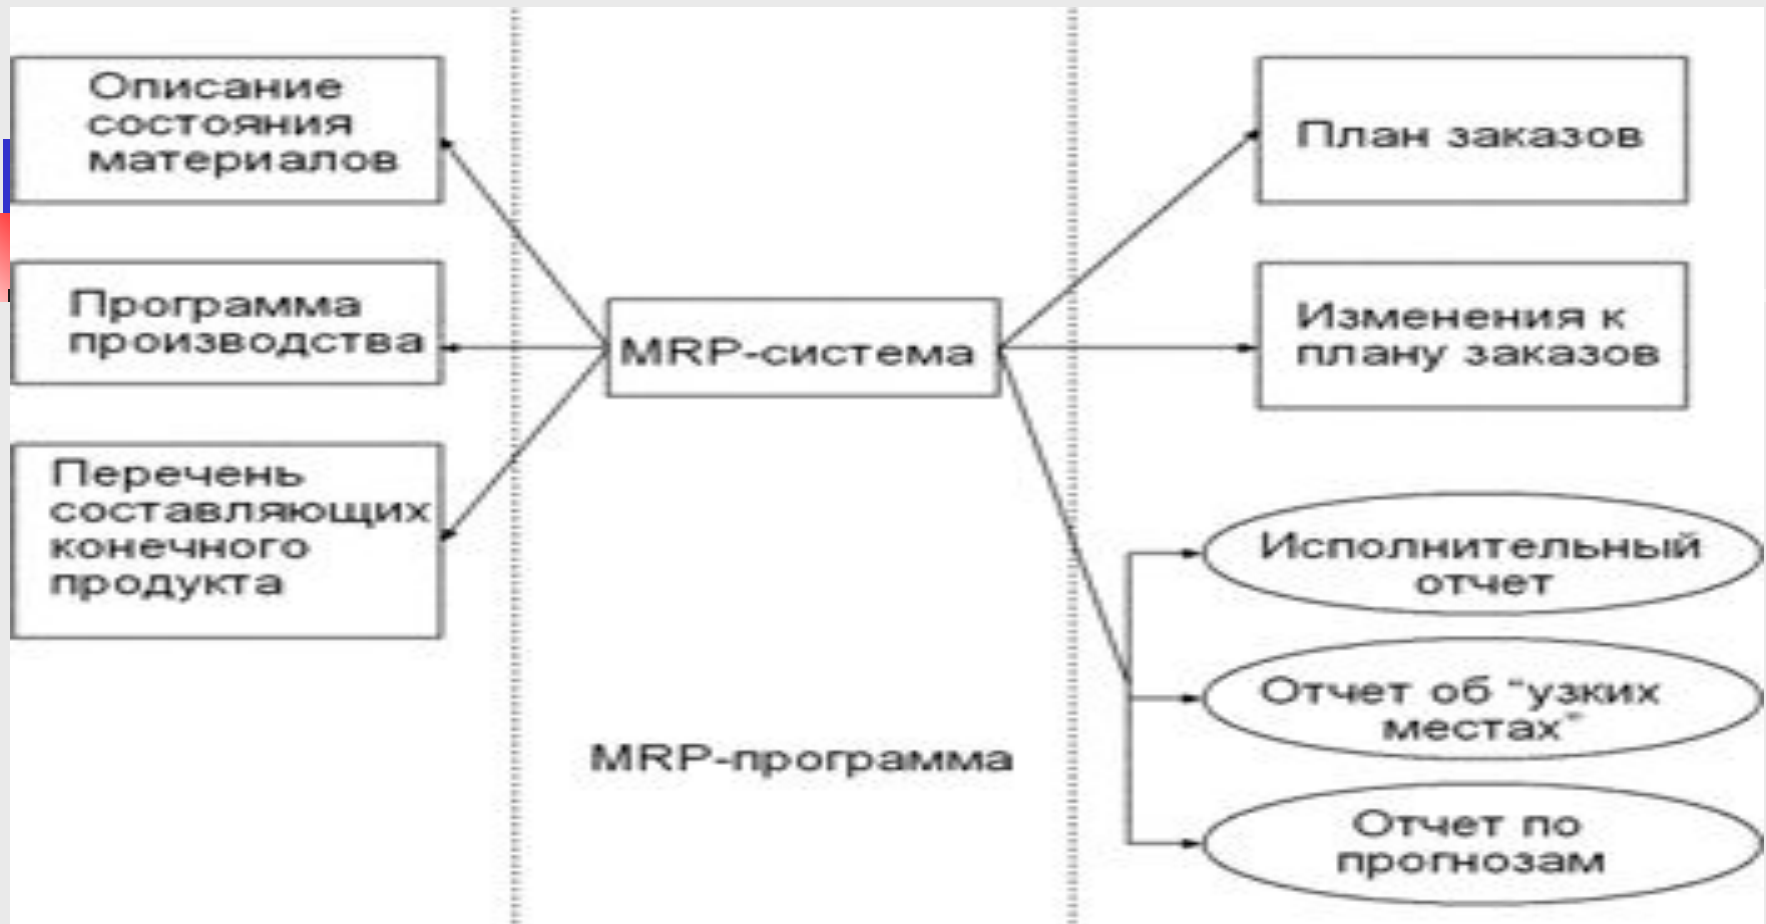 Описание
состояния
материалов
Программа
производства
Перечень
составляющих
конечного
продукта
MRP-система
MRP-программа
План заказов
Изменения к
плану заказов
Исполнительный
отчет
Отчет об "узких
местах"
Отчет по
прогнозам